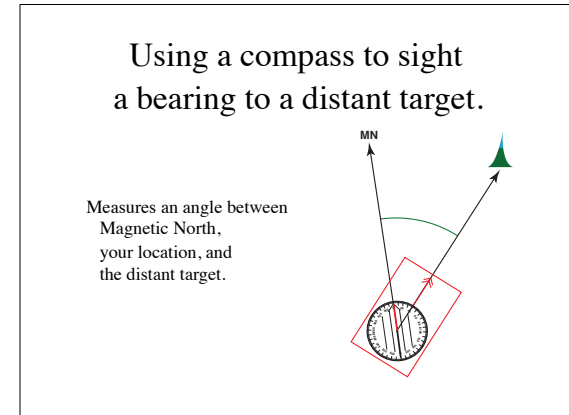 Using a compass to sight
a bearing to a distant target.
MN
Measures an angle between
Magnetic North,
your location, and
the distant target.